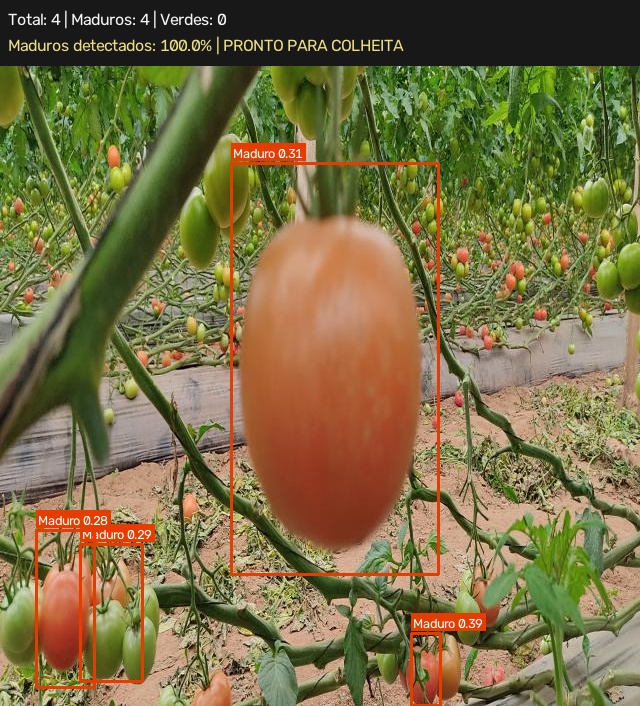 Total: 4 | Maduros: 4 | Verdes: 0
Maduros detectados: 100.0% | PRONTO PARA COLHEITA
Maduro 0.31
Maduro 0.28
Maduro 0.29
Maduro 0.39